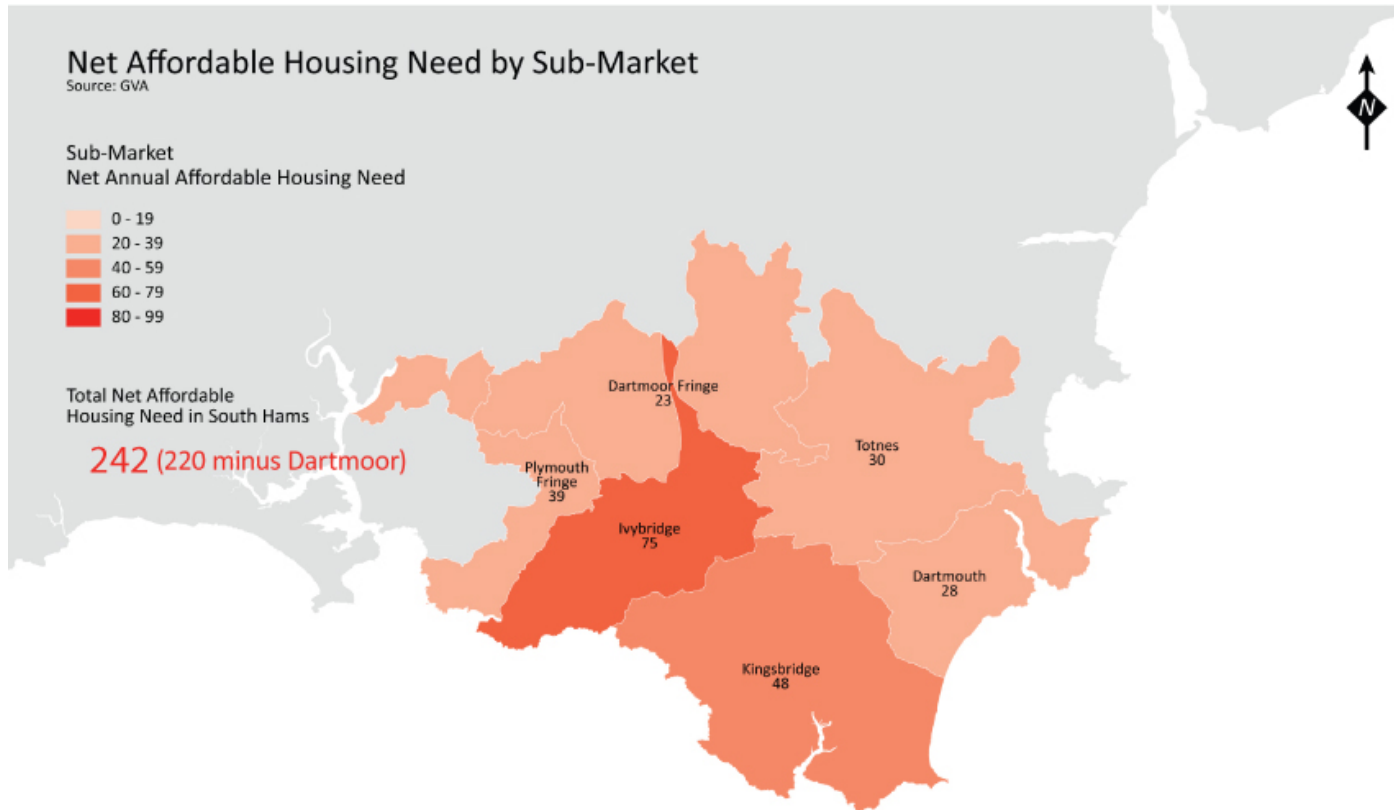 Net Affordable Housing Need by Sub-Market
Source: GVA
N
Sub-Market
Net Annual Affordable Housing Need
0 - 19
20 - 39
40 - 59
60 - 79
80 - 99
Total Net Affordable
Housing Need in South Hams
242 (220 minus Dartmoor)
Dartmoor Fringe
23
Totnes
30
Plymouth
Fringe
39
Ivybridge
75
Dartmouth
28
Kingsbridge
48